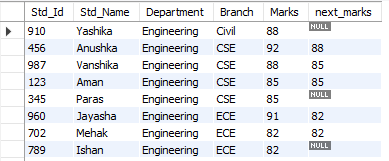 Std_Id Std_Name Department Branch Marks next_marks
910 Yashika Engineering Civil 88 NULL
456 Anushka Engineering CSE 92 88
987 Vanshika Engineering CSE 88 85
123 Aman Engineering CSE 85 85
345 Paras Engineering CSE 85 NULL
960 Jayasha Engineering ECE 91 82
702 Mehak Engineering ECE 82 82
789 Ishan Engineering ECE 82 NULL